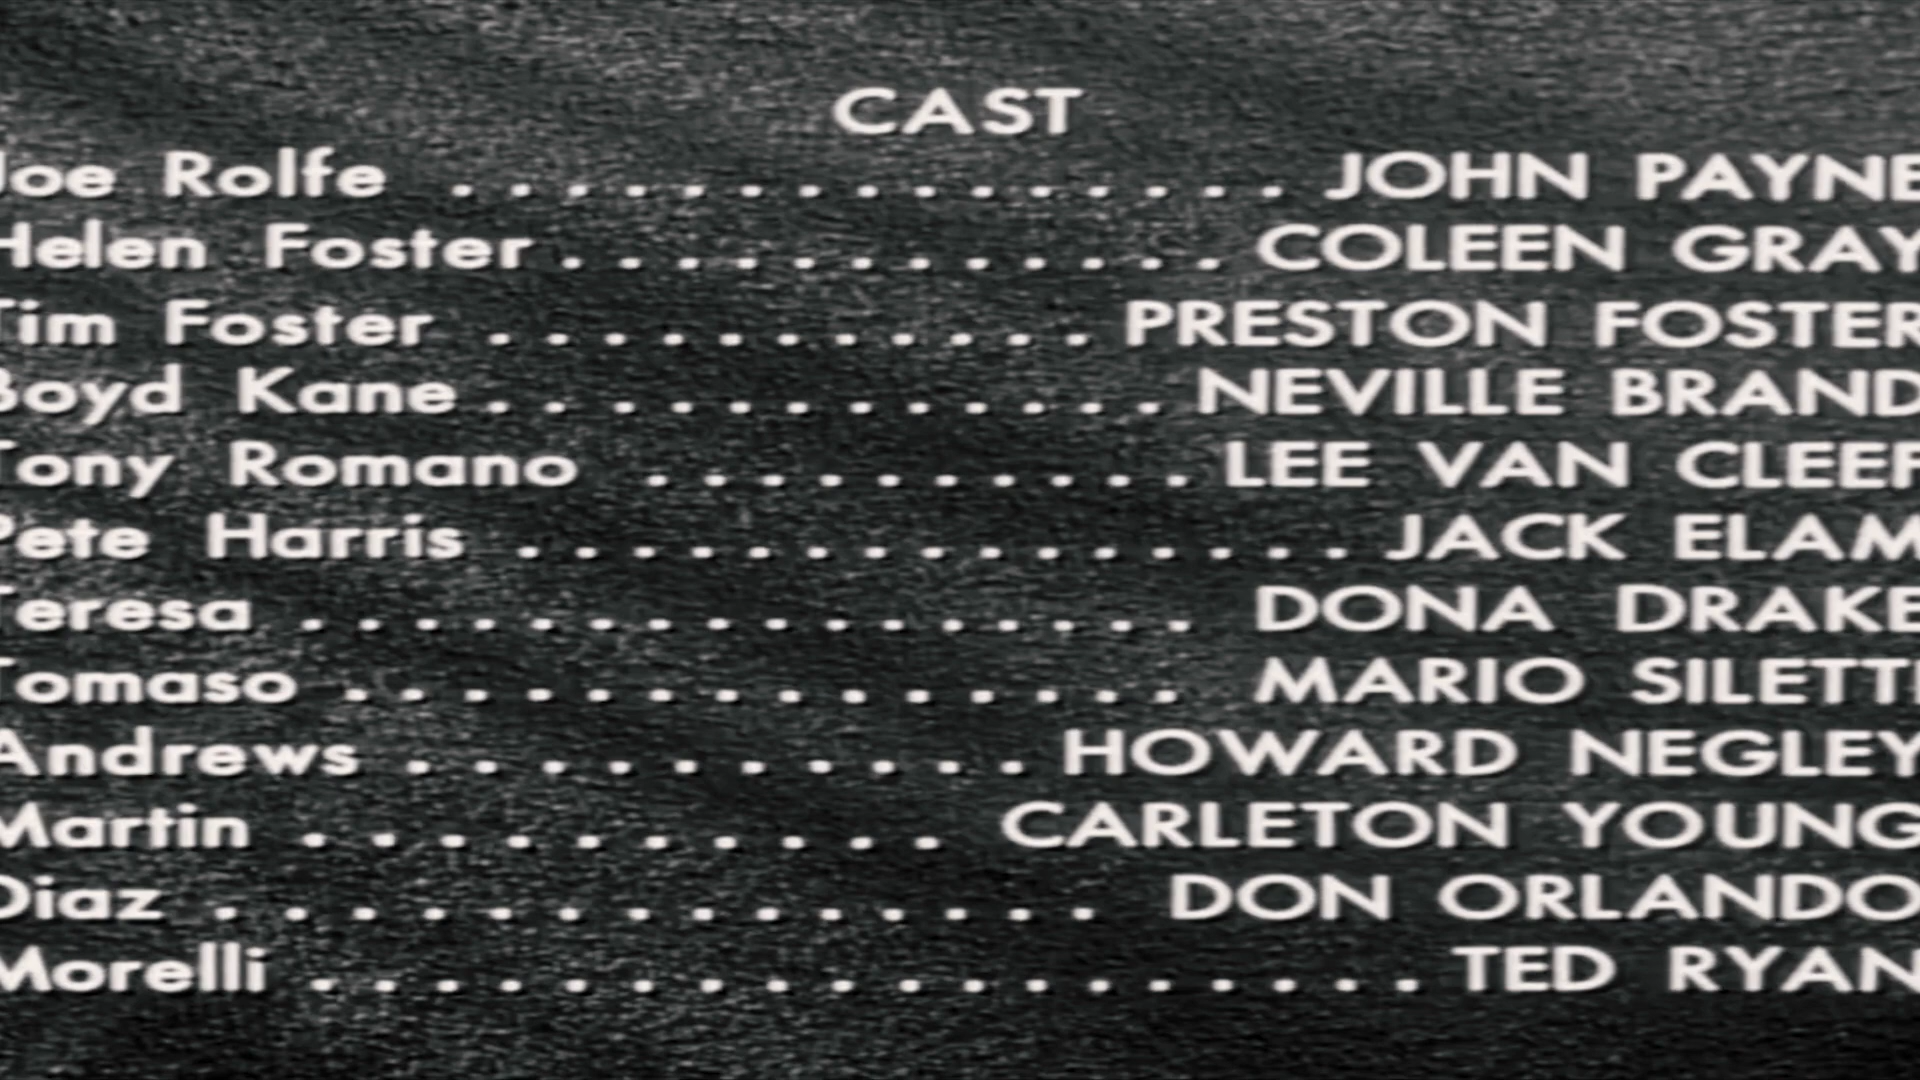 CAST
Joe Rolfe . . . . . . . . . . . . . . . JOHN PAYNE
Helen Foster . . . . . . . . . . . . COLEEN GRAY
Tim Foster . . . . . . . . . . . PRESTON FOSTER
Boyd Kane . . . . . . . . . . . . NEVILLE BRAND
Tony Romano . . . . . . . . . . LEE VAN CLEEF
Pete Harris . . . . . . . . . . . . . . . JACK ELAM
Teresa . . . . . . . . . . . . . . . . DONA DRAKE
Tomaso . . . . . . . . . . . . . . . MARIO SILETTI
Andrews . . . . . . . . . . HOWARD NEGLEY
Martin . . . . . . . . . . CARLETON YOUNG
Diaz . . . . . . . . . . . . . . DON ORLANDO
Morelli . . . . . . . . . . . . . . . . . . TED RYAN